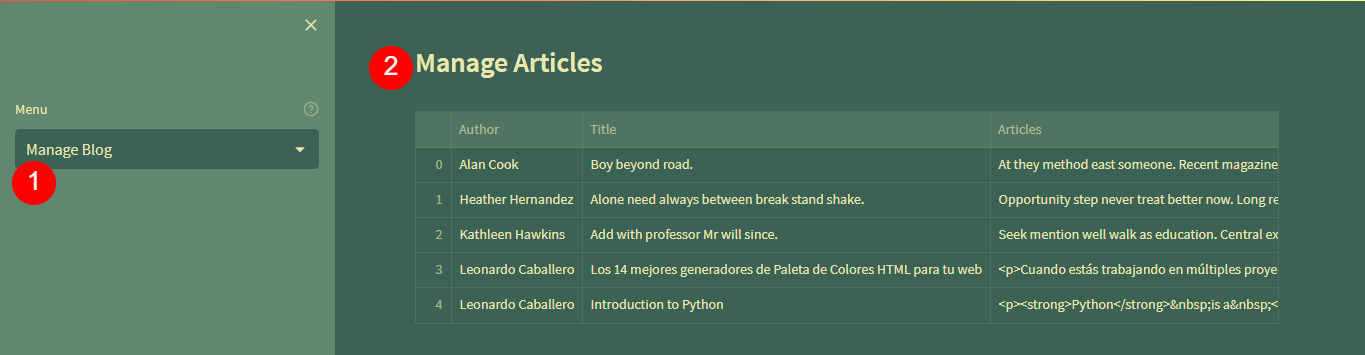 Menu
Manage Blog
1
2
Manage Articles
Author Title Articles
0 Alan Cook Boy beyond road. At they method east someone. Recent magazine
1 Heather Hernandez Alone need always between break stand shake. Opportunity step never treat better now. Long re
2 Kathleen Hawkins Add with professor Mr will since. Seek mention well walk as education. Central ex
3 Leonardo Caballero Los 14 mejores generadores de Paleta de Colores HTML para tu web <p>Cuando estás trabajando en múltiples proye
4 Leonardo Caballero Introduction to Python <p><strong>Python</strong>&nbsp;is a&nbsp;<